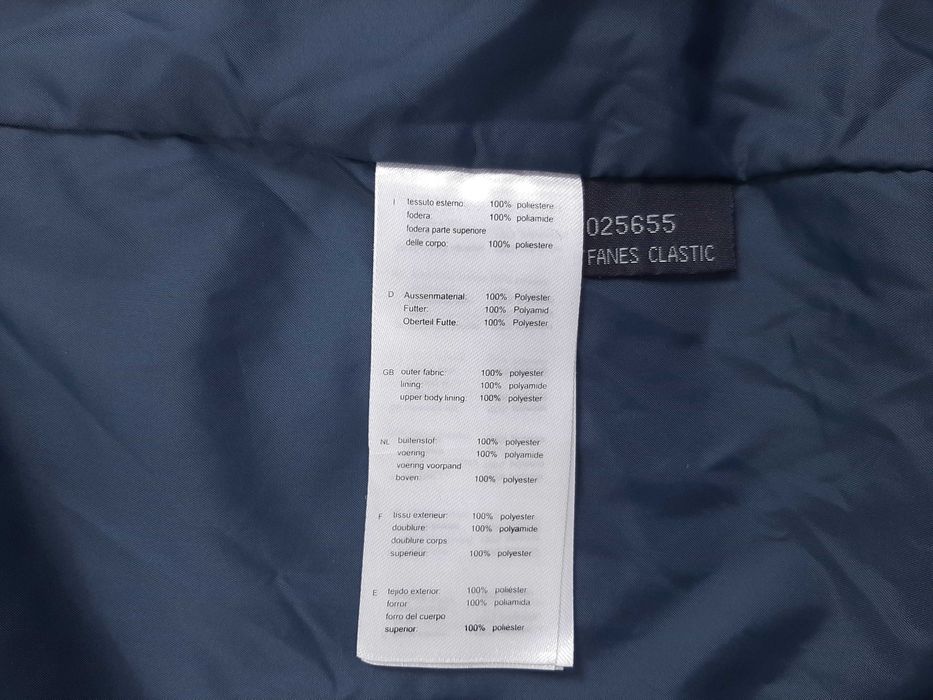 I tessuto esterno: 100% poliestere
fodera: 100% poliamide
fodera parte superiore
delle corpo: 100% poliestere
D Aussenmaterial: 100% Polyester
Futter: 100% Polyamid
Oberteil Futte: 100% Polyester
GB outer fabric: 100% polyester
lining: 100% polyamide
upper body lining: 100% polyester
NL buitenstof: 100% polyester
voering: 100% polyamide
voering voorpand
boven: 100% polyester
F tissu exterieur: 100% polyester
doublure: 100% polyamide
doublure corps
superieur: 100% polyester
E tejido exterior: 100% poliéster
forror 100% poliamida
forro del cuerpo
superior: 100% poliéster
025655
FANES CLASTIC